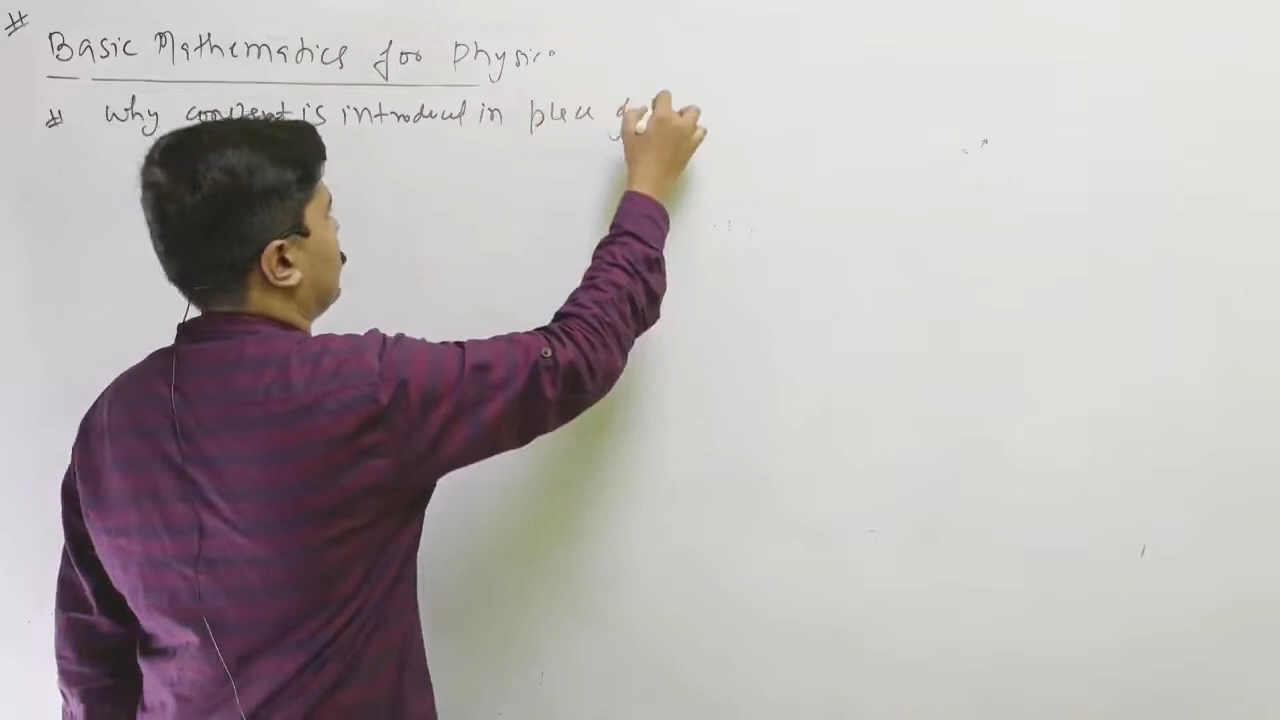 # Basic Mathematics for Physics
# why is introduced in place